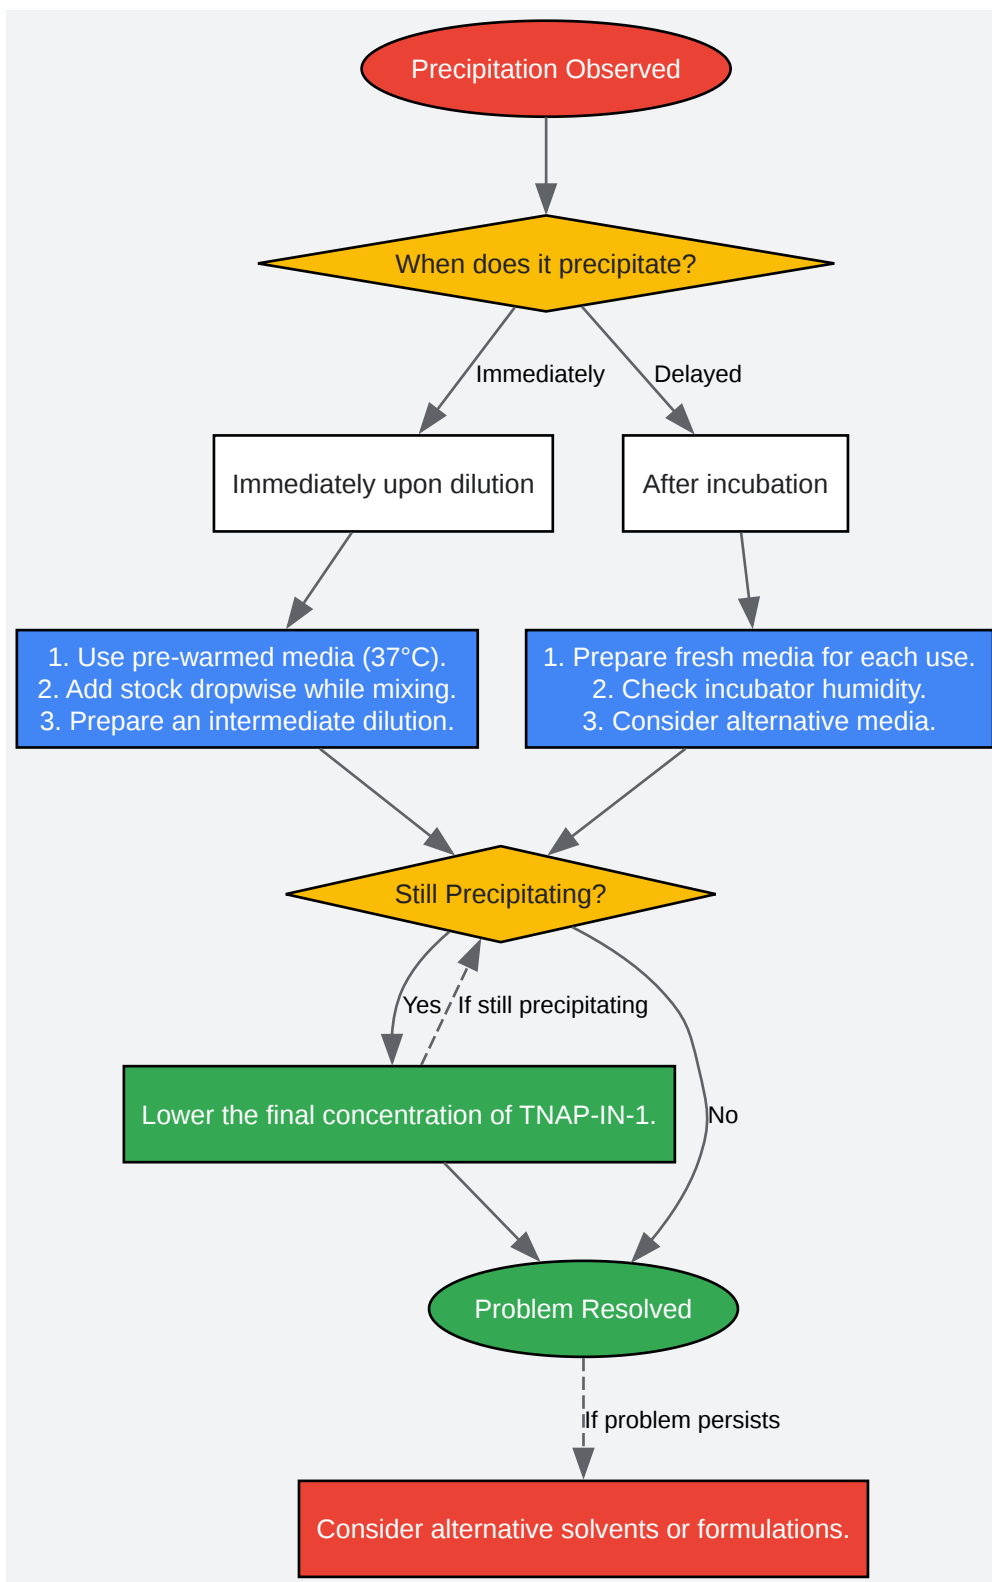 Precipitation Observed
When does it precipitate?
Immediately
Delayed
Immediately upon dilution
After incubation
1. Use pre-warmed media (37°C).
2. Add stock dropwise while mixing.
3. Prepare an intermediate dilution.
1. Prepare fresh media for each use.
2. Check incubator humidity.
3. Consider alternative media.
Still Precipitating?
Yes
If still precipitating
Lower the final concentration of TNAP-IN-1.
No
Problem Resolved
If problem persists
Consider alternative solvents or formulations.